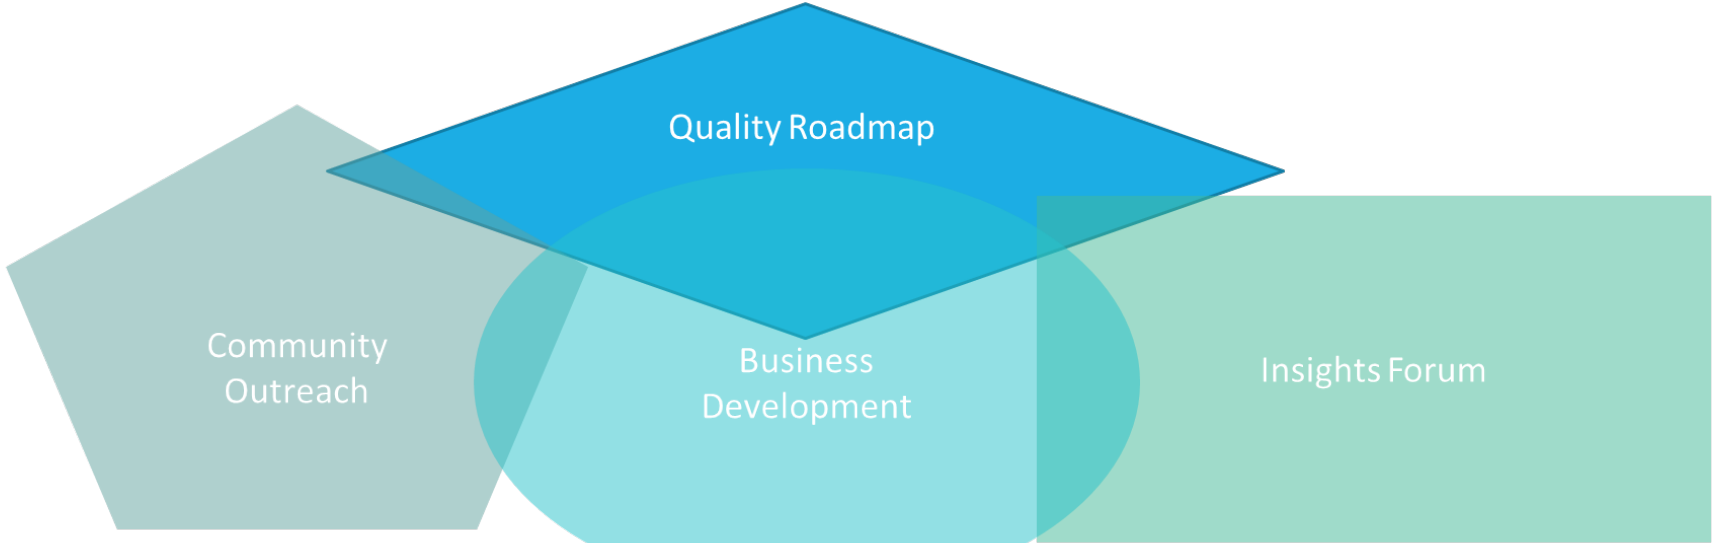 Quality Roadmap
Community
Outreach
Business
Development
Insights Forum